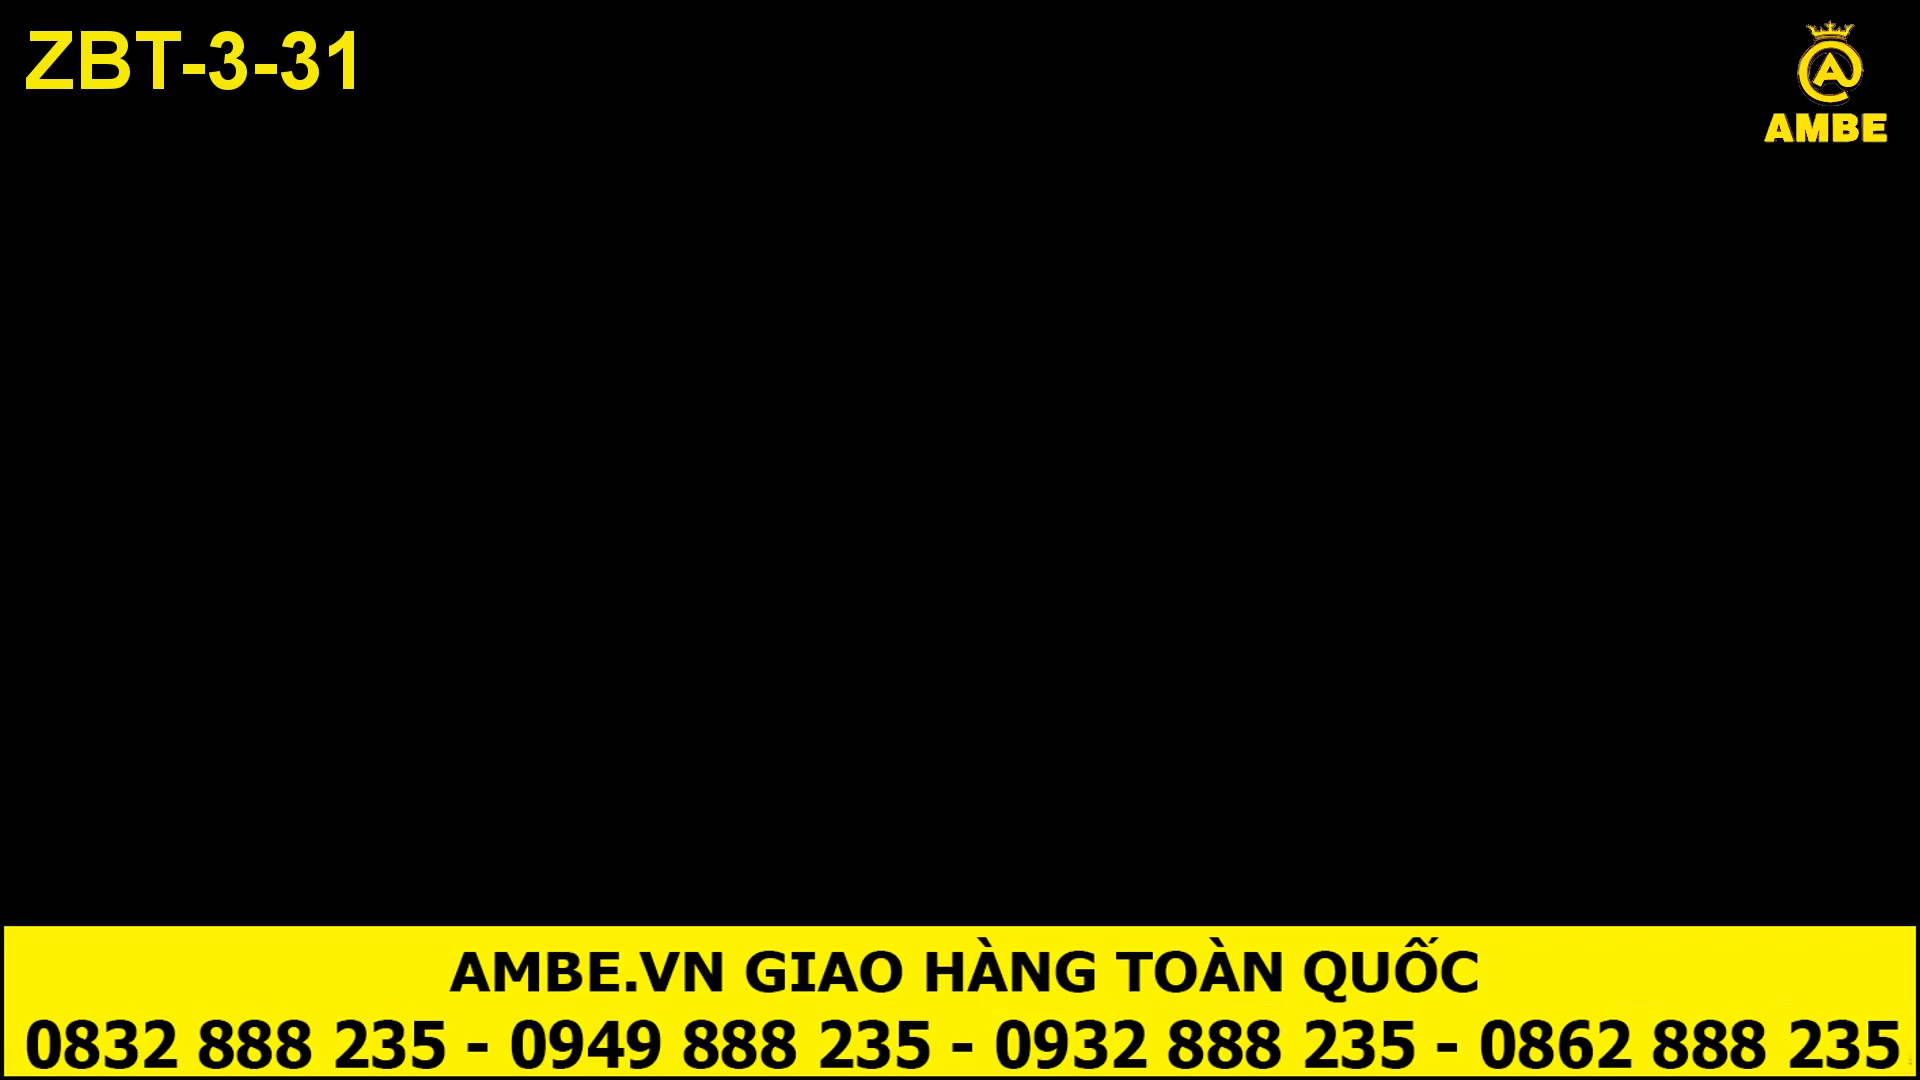 ZBT-3-31
AMBE
AMBE.VN GIAO HÀNG TOÀN QUỐC
0832 888 235 - 0949 888 235 - 0932 888 235 - 0862 888 235